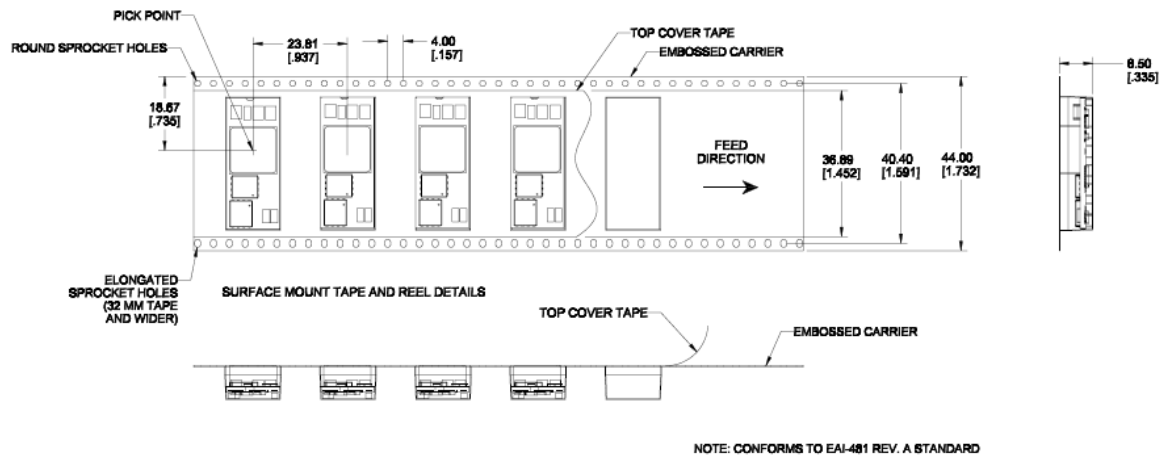 PICK POINT
ROUND SPROCKET HOLES
23.81
[.937]
4.00
[.157]
TOP COVER TAPE
EMBOSSED CARRIER
8.50
[.335]
18.67
[.735]
FEED
DIRECTION
36.89
[1.452]
40.40
[1.591]
44.00
[1.732]
ELONGATED
SPROCKET HOLES
(32 MM TAPE
AND WIDER)
SURFACE MOUNT TAPE AND REEL DETAILS
TOP COVER TAPE
EMBOSSED CARRIER
NOTE: CONFORMS TO EAI-481 REV. A STANDARD